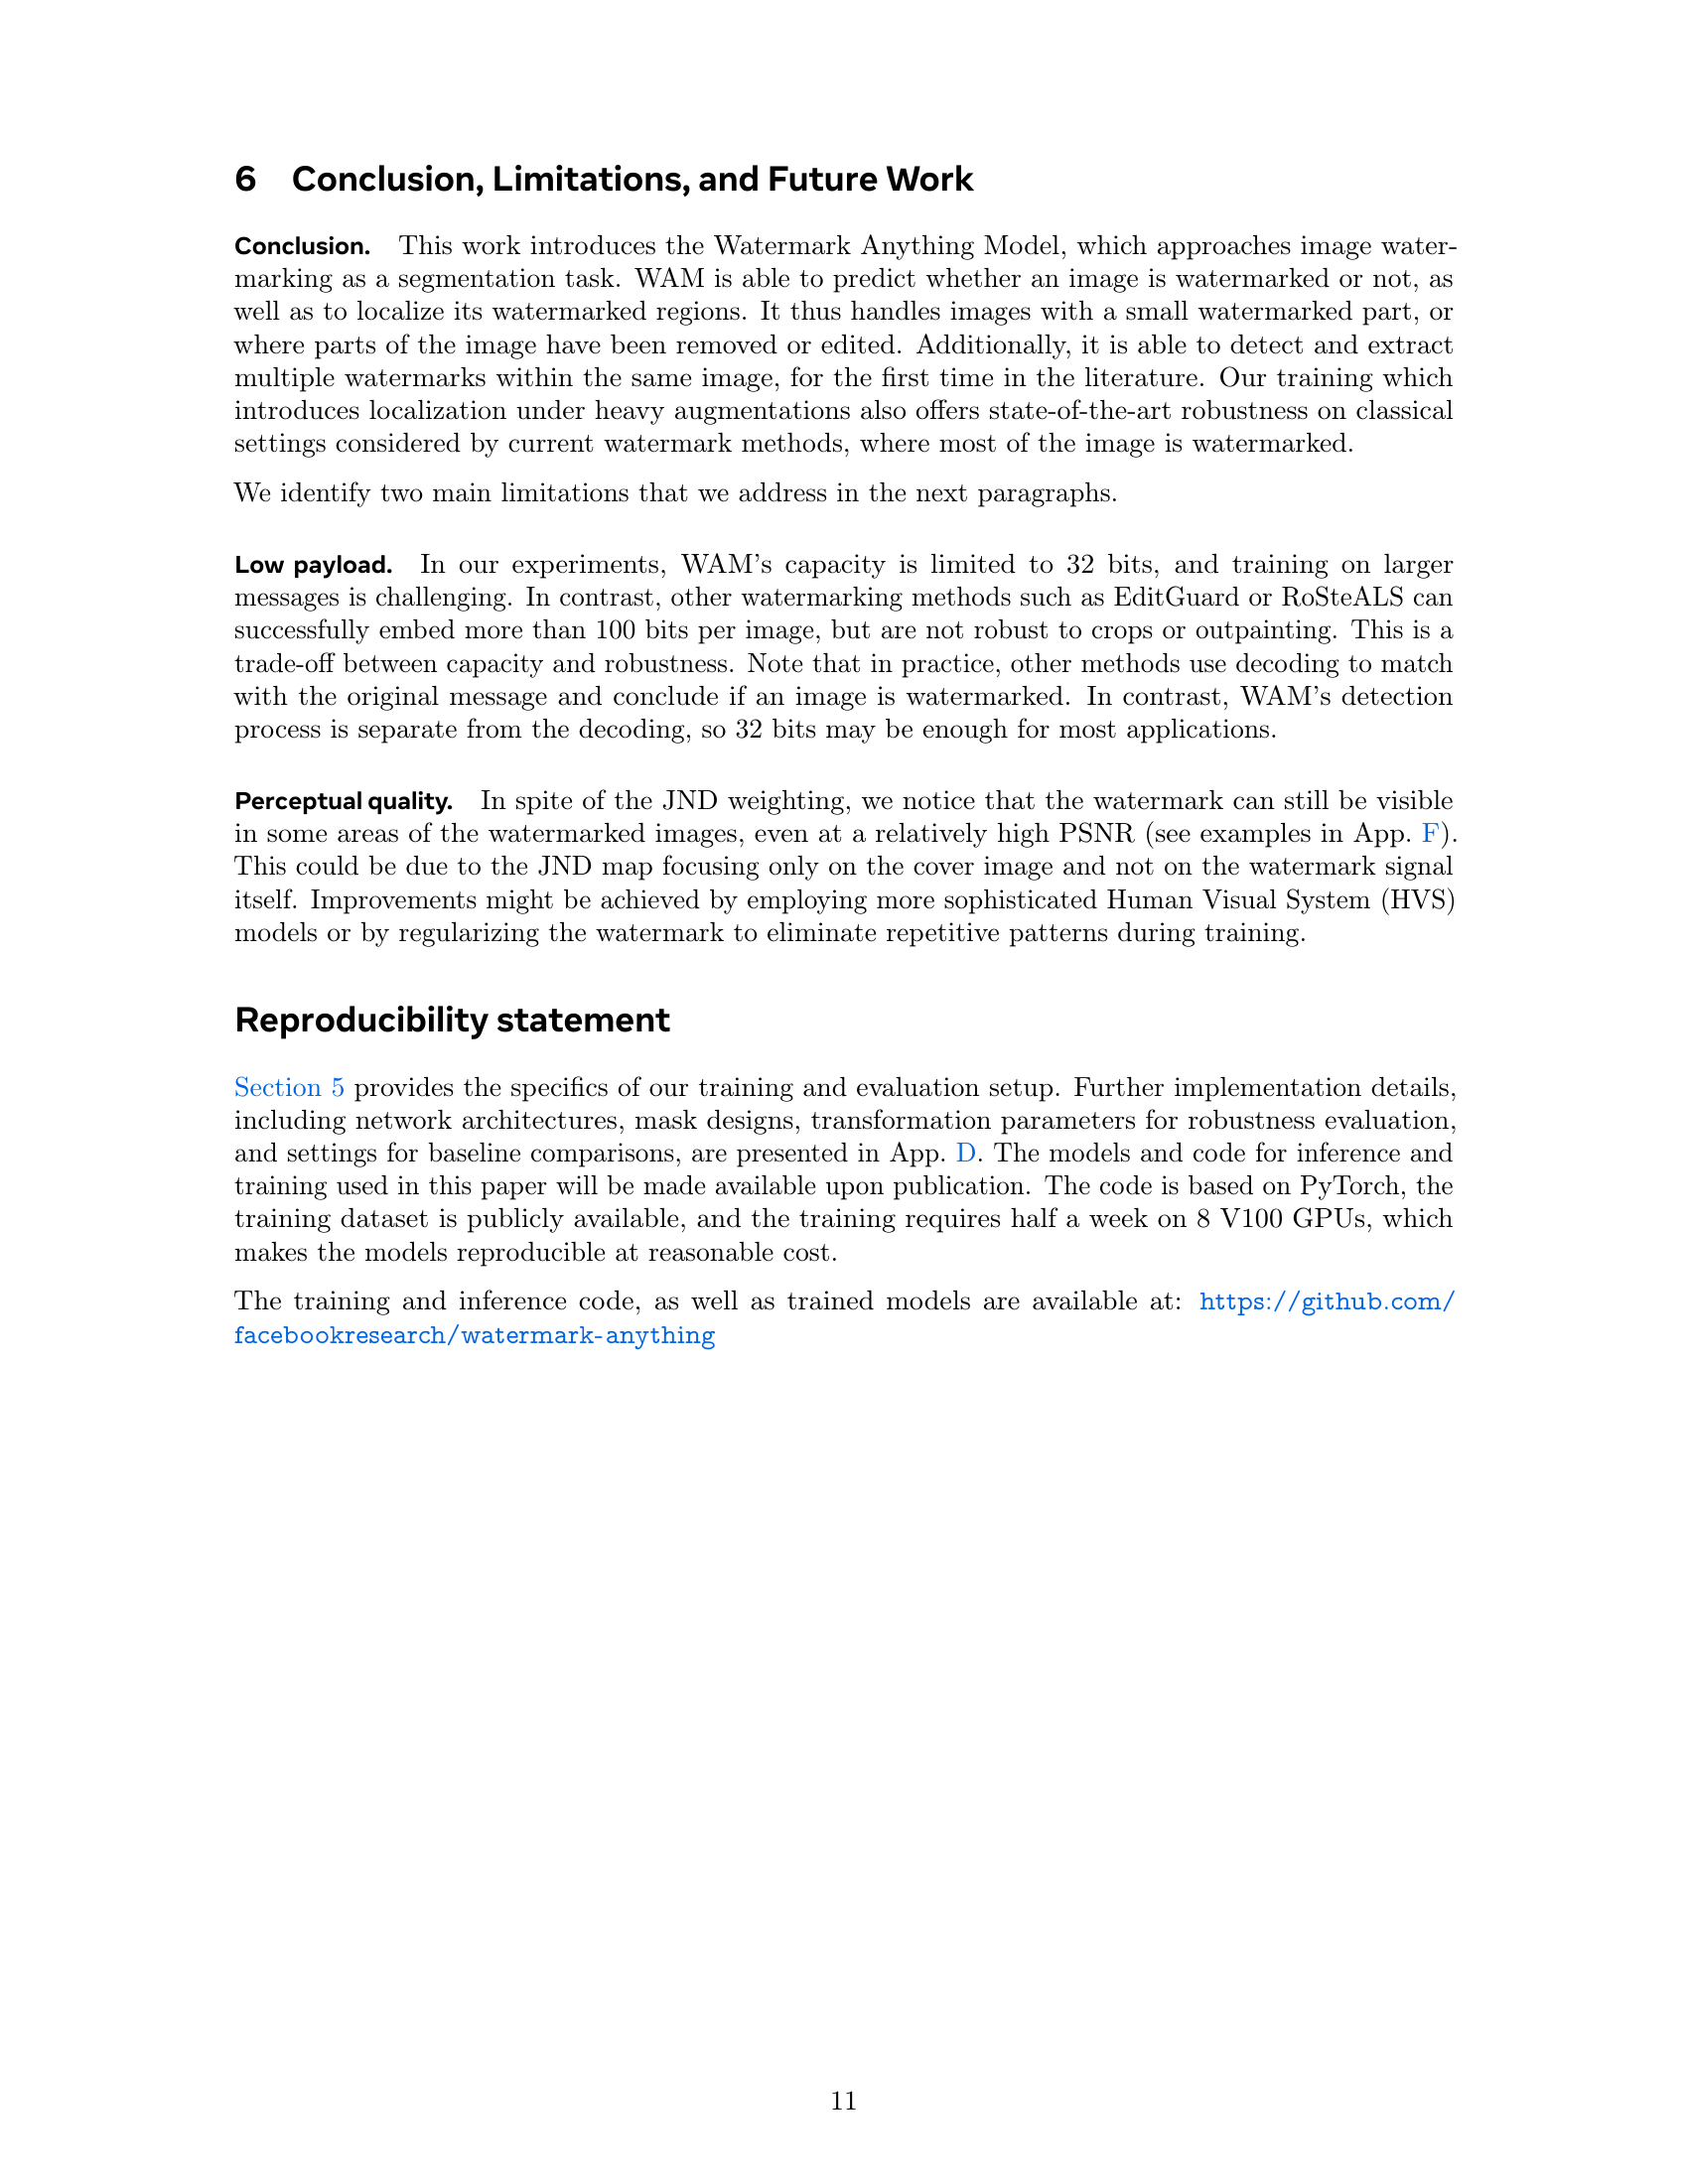 6 Conclusion, Limitations, and Future Work
Conclusion. This work introduces the Watermark Anything Model, which approaches image water-
marking as a segmentation task. WAM is able to predict whether an image is watermarked or not, as
well as to localize its watermarked regions. It thus handles images with a small watermarked part, or
where parts of the image have been removed or edited. Additionally, it is able to detect and extract
multiple watermarks within the same image, for the first time in the literature. Our training which
introduces localization under heavy augmentations also offers state-of-the-art robustness on classical
settings considered by current watermark methods, where most of the image is watermarked.
We identify two main limitations that we address in the next paragraphs.
Low payload. In our experiments, WAM's capacity is limited to 32 bits, and training on larger
messages is challenging. In contrast, other watermarking methods such as EditGuard or RoSteALS can
successfully embed more than 100 bits per image, but are not robust to crops or outpainting. This is a
trade-off between capacity and robustness. Note that in practice, other methods use decoding to match
with the original message and conclude if an image is watermarked. In contrast, WAM's detection
process is separate from the decoding, so 32 bits may be enough for most applications.
Perceptual quality. In spite of the JND weighting, we notice that the watermark can still be visible
in some areas of the watermarked images, even at a relatively high PSNR (see examples in App. F).
This could be due to the JND map focusing only on the cover image and not on the watermark signal
itself. Improvements might be achieved by employing more sophisticated Human Visual System (HVS)
models or by regularizing the watermark to eliminate repetitive patterns during training.
Reproducibility statement
Section 5 provides the specifics of our training and evaluation setup. Further implementation details,
including network architectures, mask designs, transformation parameters for robustness evaluation,
and settings for baseline comparisons, are presented in App. D. The models and code for inference and
training used in this paper will be made available upon publication. The code is based on PyTorch, the
training dataset is publicly available, and the training requires half a week on 8 V100 GPUs, which
makes the models reproducible at reasonable cost.
The training and inference code, as well as trained models are available at: https://github.com/
facebookresearch/watermark-anything
11